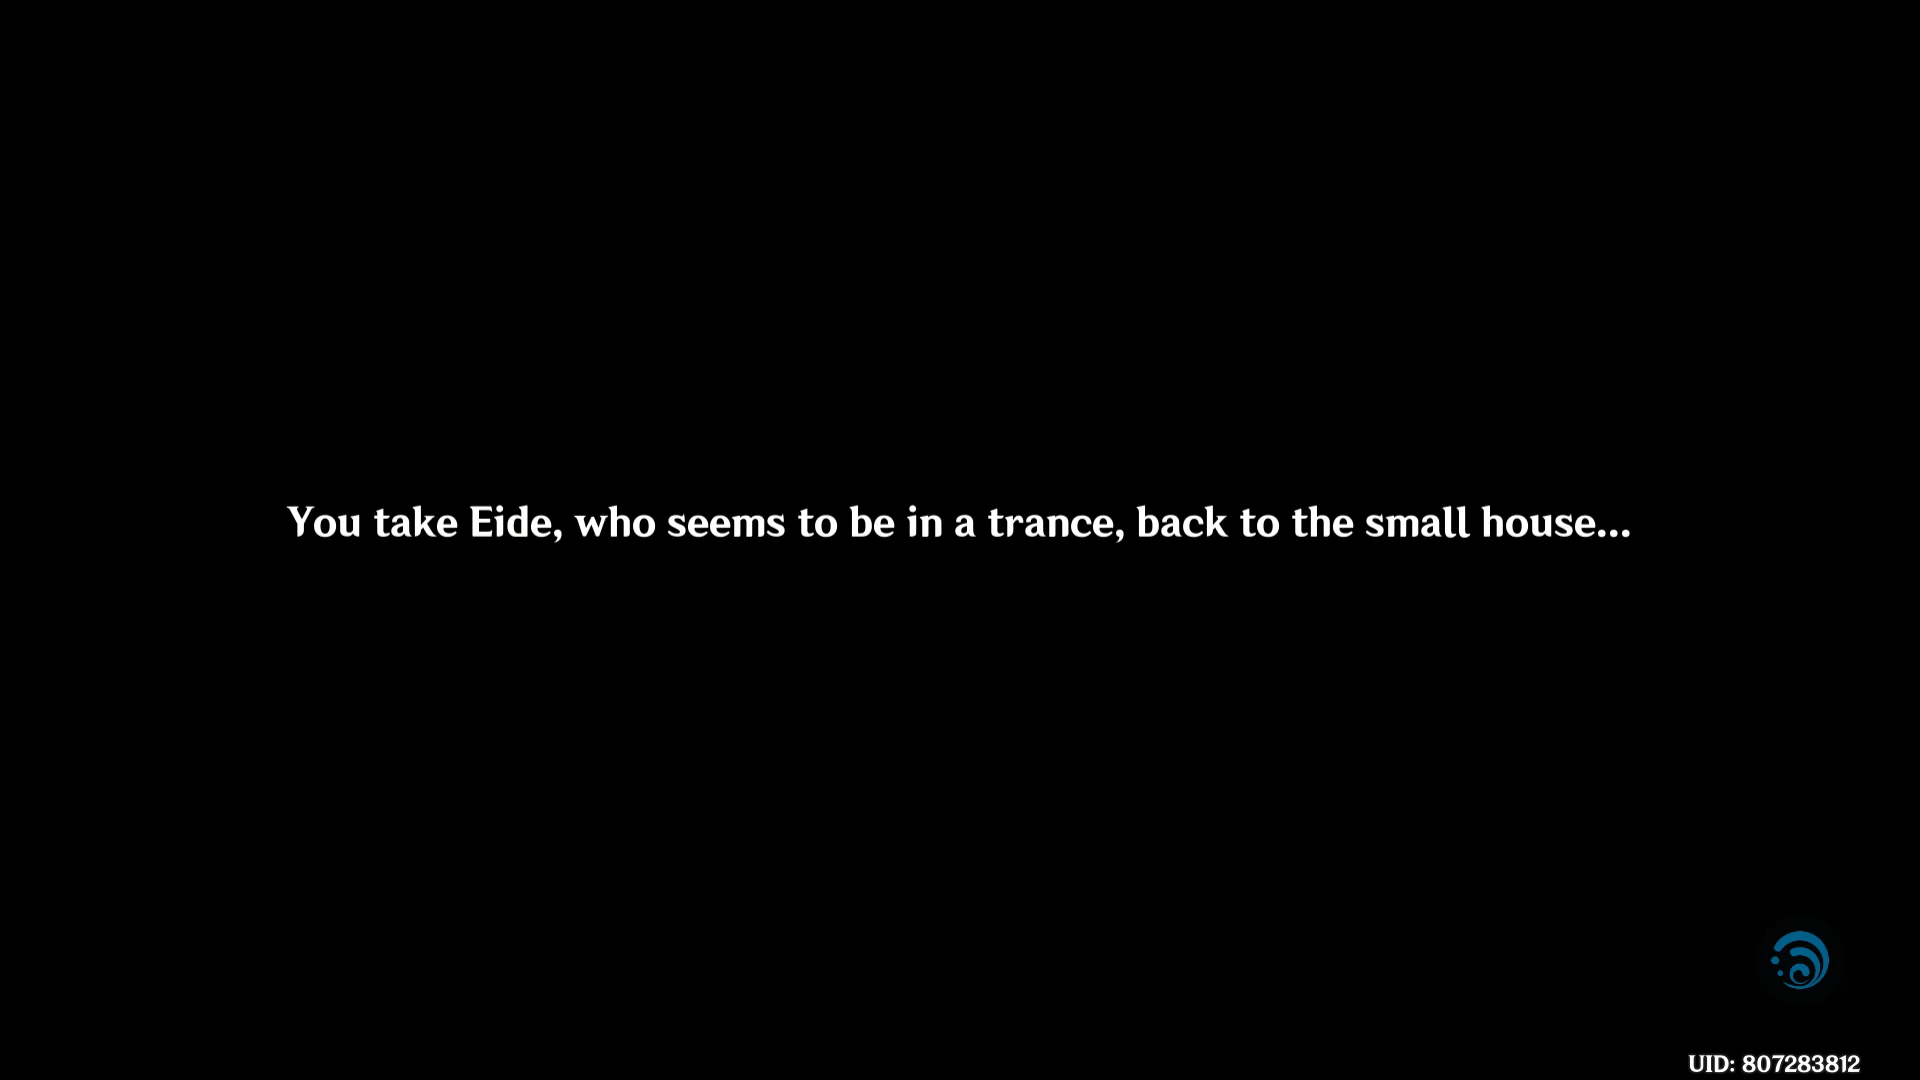 You take Eide, who seems to be in a trance, back to the small house...
UID: 807283812